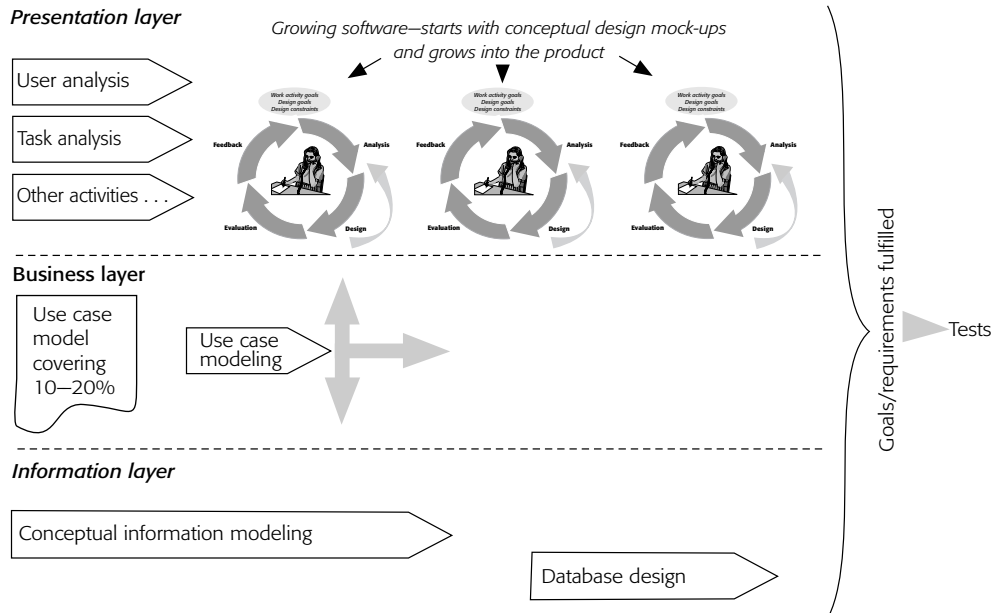 Presentation layer
Growing software—starts with conceptual design mock-ups
and grows into the product
User analysis
Task analysis
Other activities . . .
Work activity goals
Design goals
Design constraints
Feedback
Analysis
Evaluation
Design
Work activity goals
Design goals
Design constraints
Feedback
Analysis
Evaluation
Design
Work activity goals
Design goals
Design constraints
Feedback
Analysis
Evaluation
Design
Business layer
Use case
model
covering
10—20%
Use case
modeling
Information layer
Conceptual information modeling
Database design
Goals/requirements fulfilled
Tests